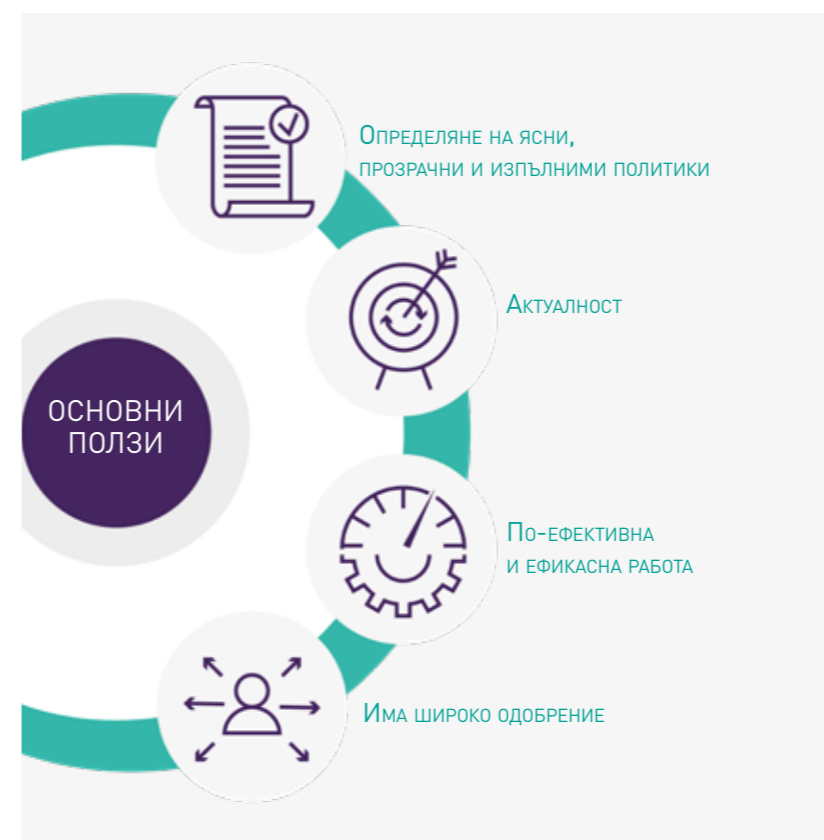 Определяне на ясни,
прозрачни и изпълними политики
Актуалност
ОСНОВНИ
ПОЛЗИ
По-ефективна
и ефикасна работа
Има широко одобрение